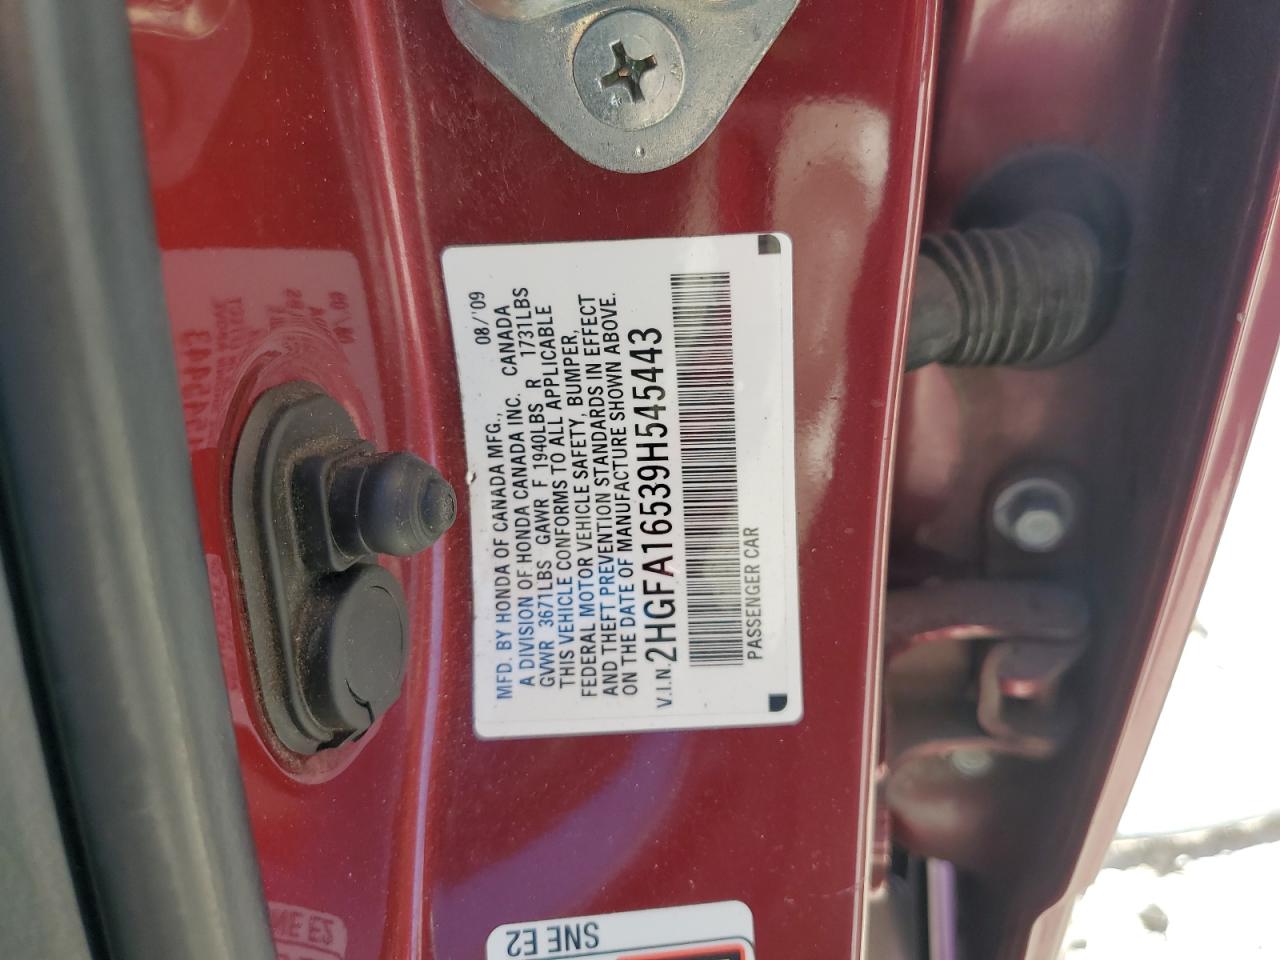 MFD. BY HONDA OF CANADA MFG., 08/'09
A DIVISION OF HONDA CANADA INC. CANADA
GVWR 3671LBS GAWR F 1940LBS R 1731LBS
THIS VEHICLE CONFORMS TO ALL APPLICABLE
FEDERAL MOTOR VEHICLE SAFETY, BUMPER,
AND THEFT PREVENTION STANDARDS IN EFFECT
ON THE DATE OF MANUFACTURE SHOWN ABOVE.
V.I.N. 2HGFA16539H545443
PASSENGER CAR
SNE E2